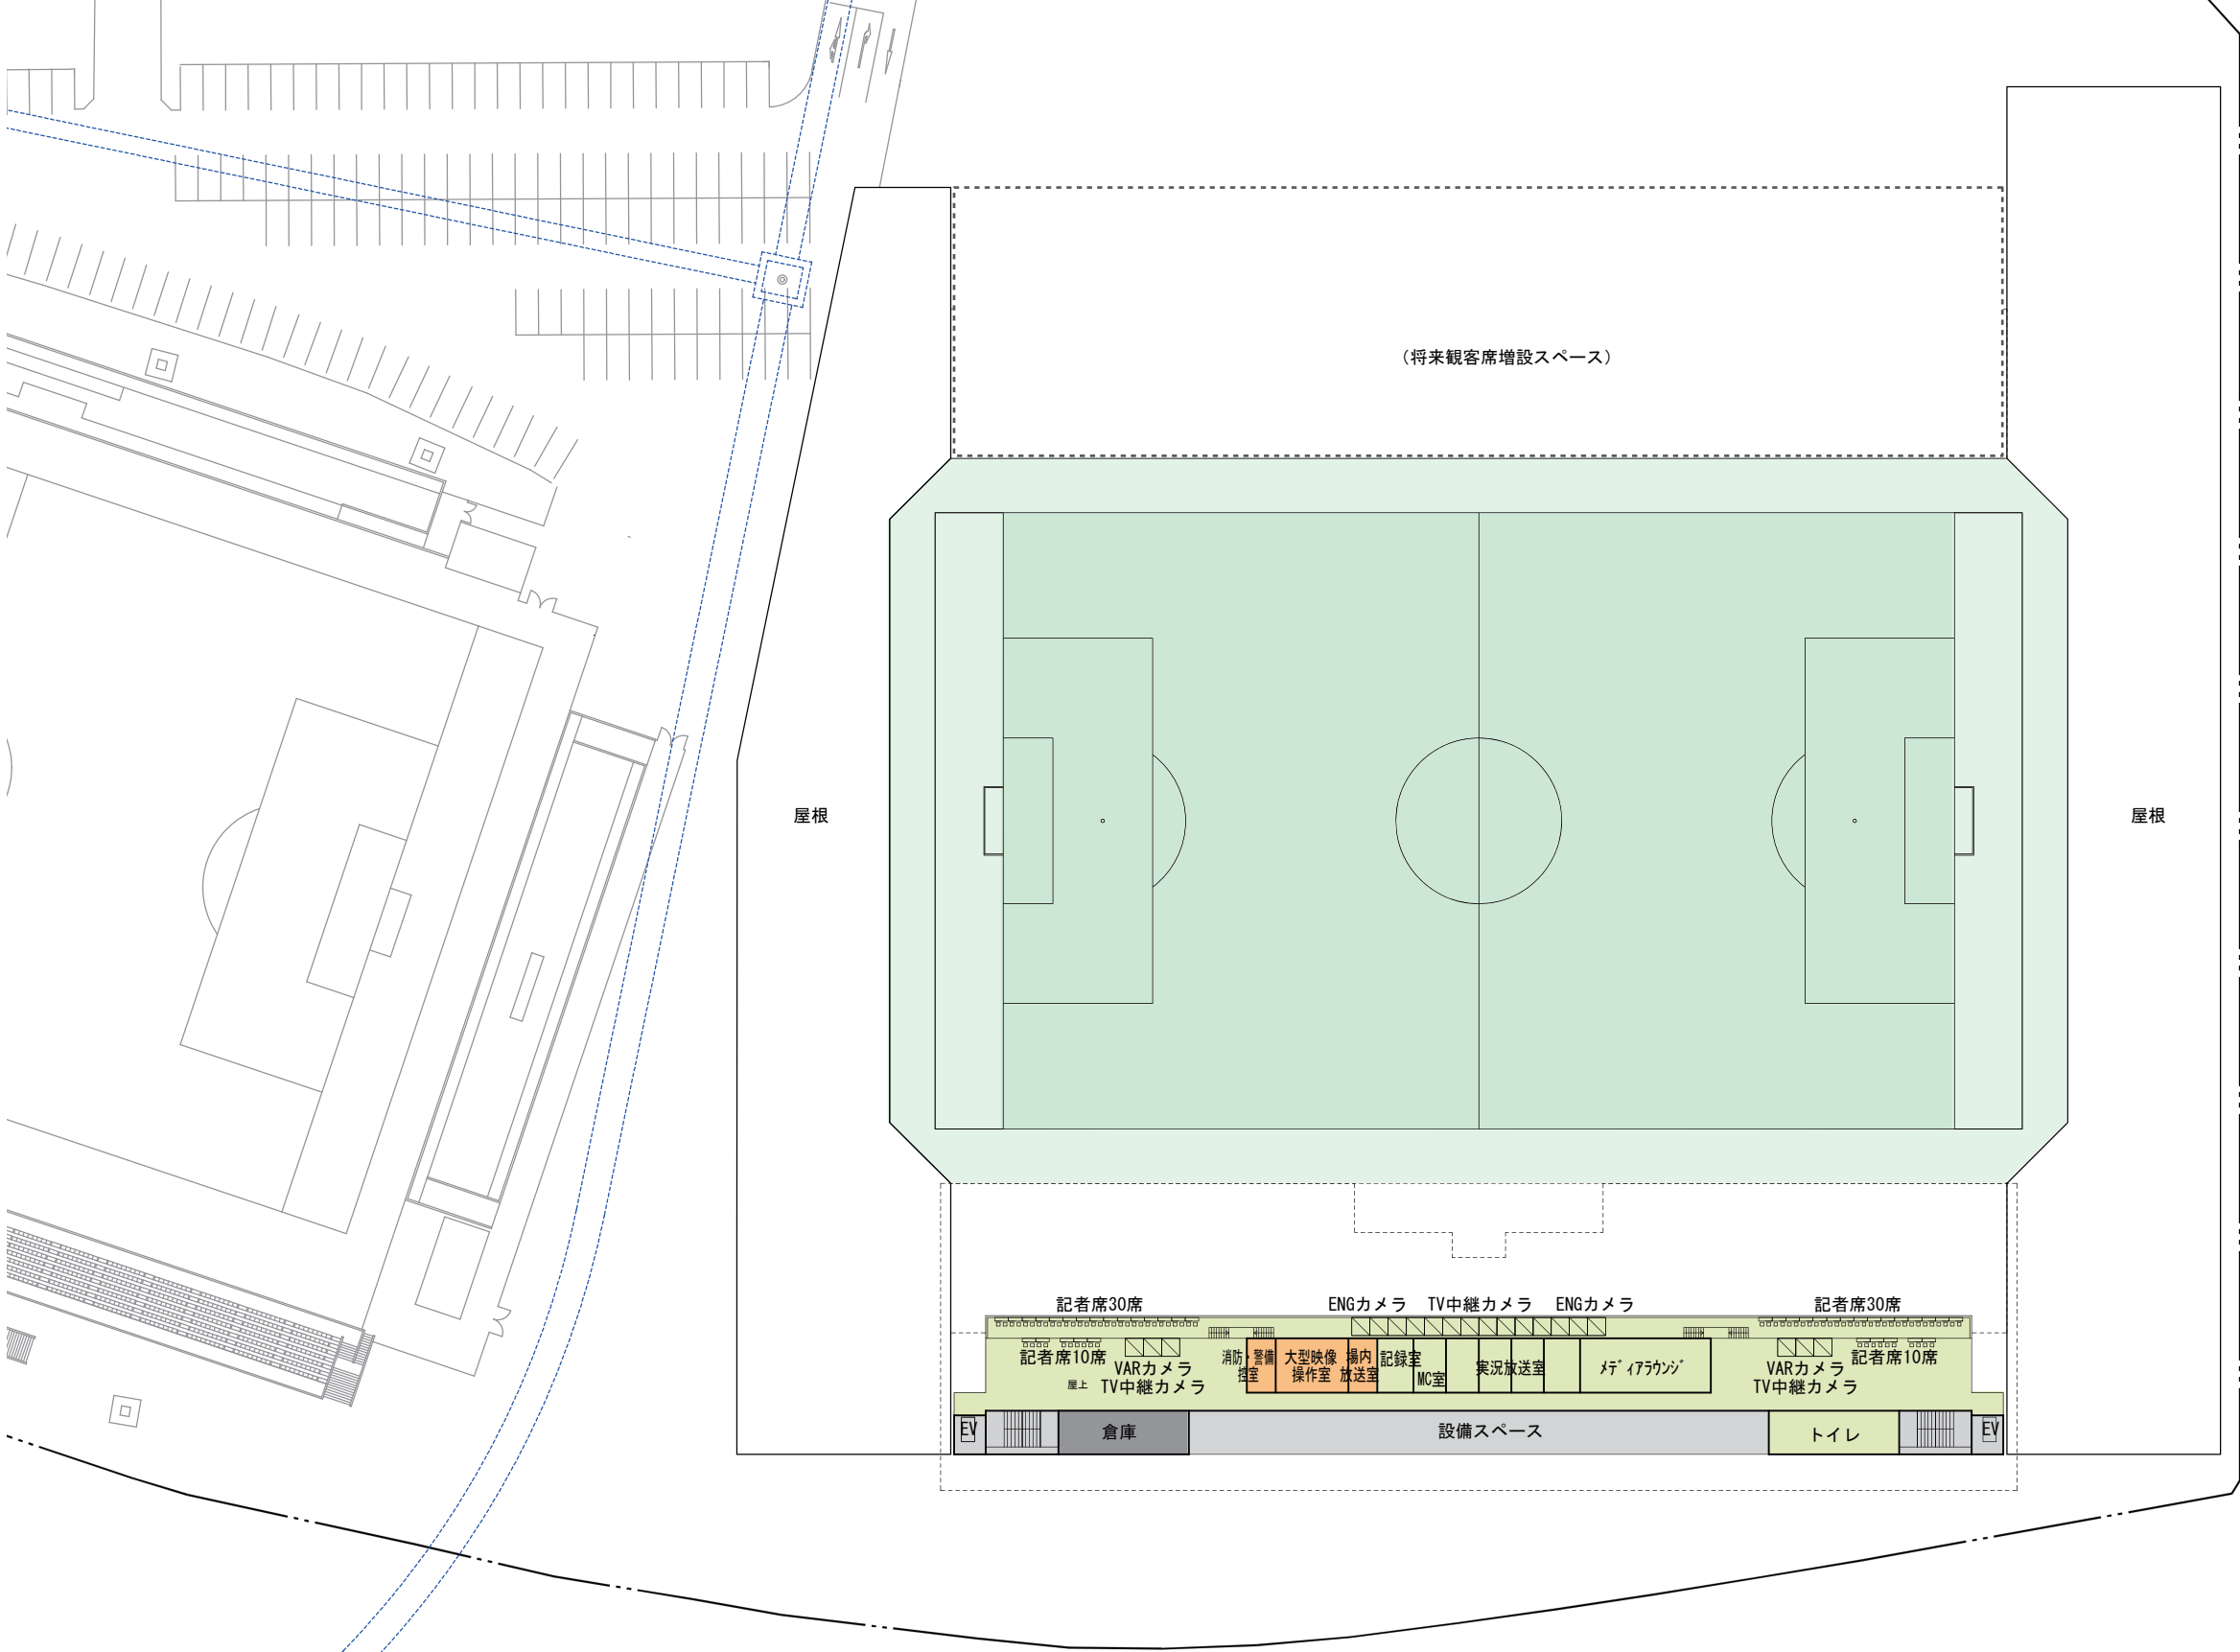 （将来観客席増設スペース）
屋根
屋根
記者席30席
ENGカメラ
TV中継カメラ
ENGカメラ
記者席30席
記者席10席
VARカメラ
TV中継カメラ
屋上
消防・警備
控室
大型映像
操作室
場内
放送室
記録室
MC室
実況放送室
ﾒﾃﾞｨｱﾗｳﾝｼﾞ
VARカメラ
TV中継カメラ
記者席10席
EV
倉庫
設備スペース
トイレ
EV